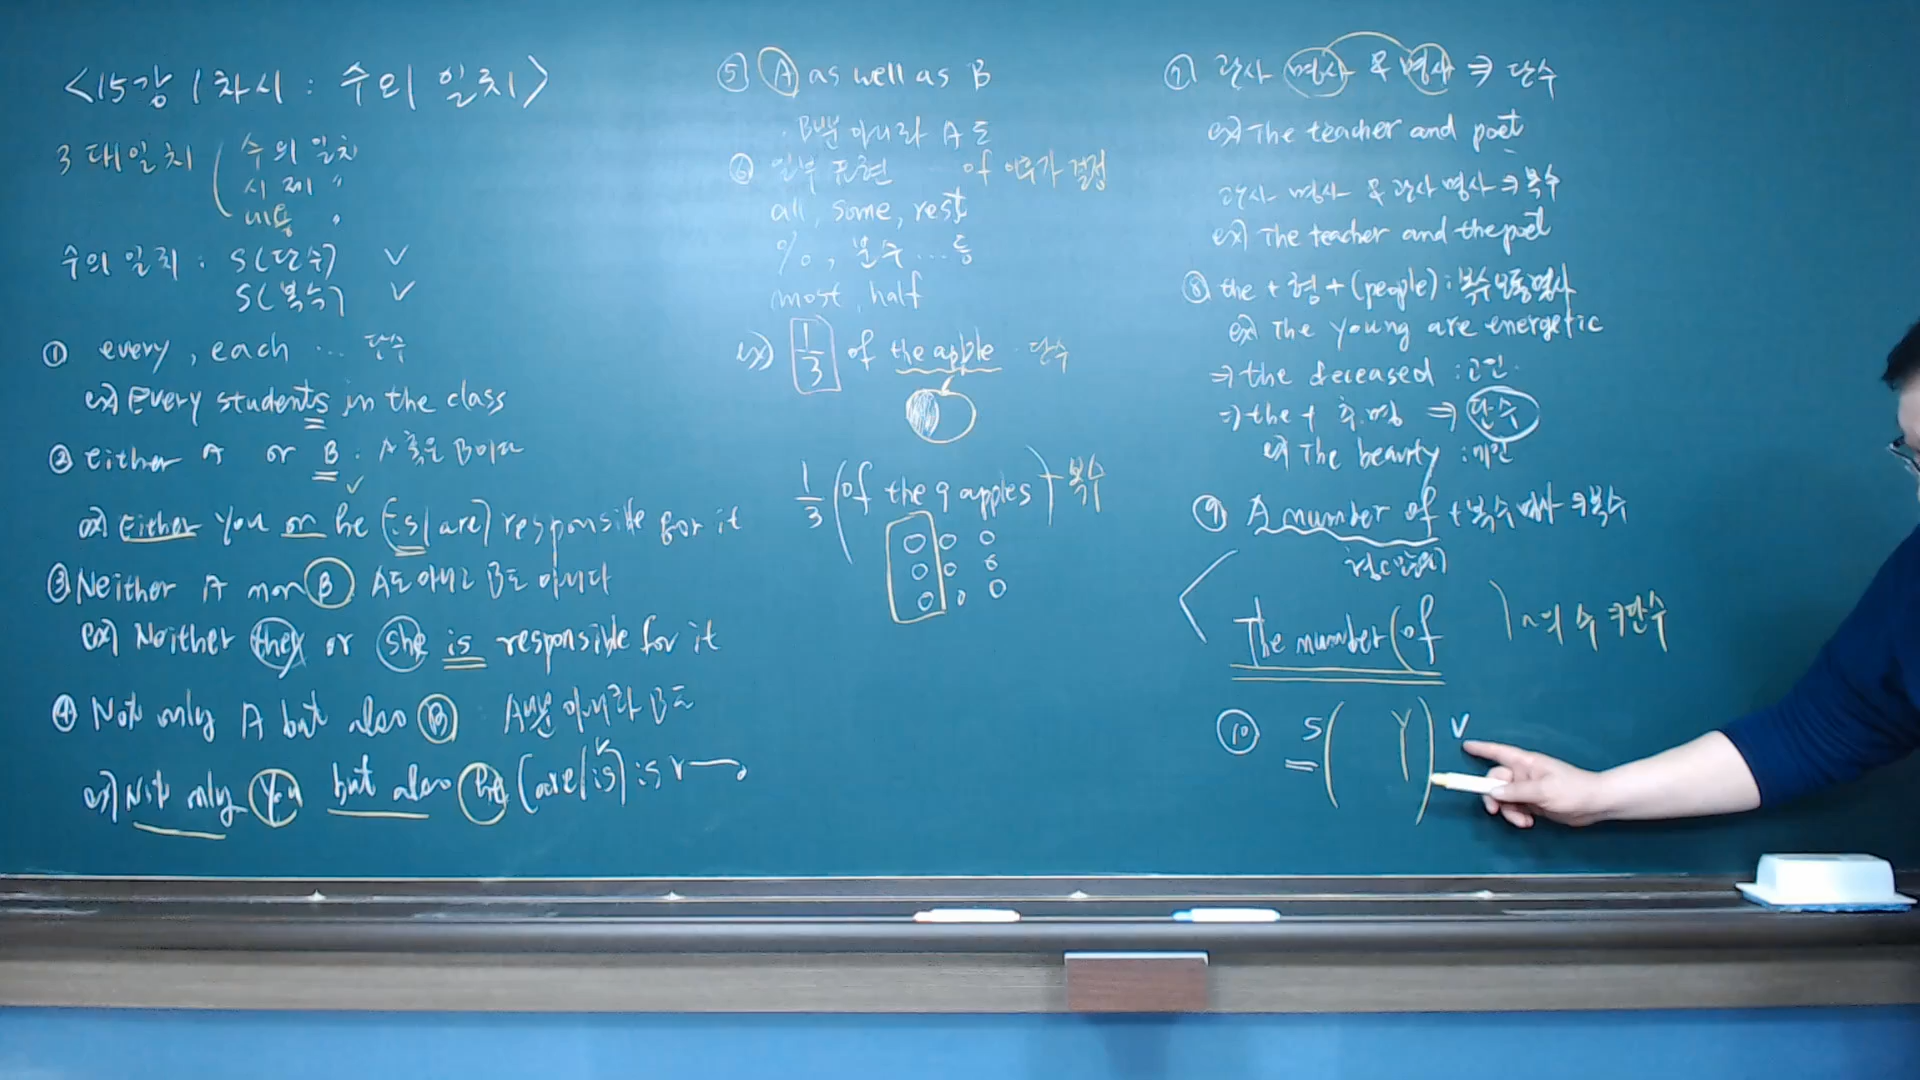 <15강 1차시 : 수의 일치>
3대일치 ( 수의 일치
시제 "
내용 "
수의 일치 : S(단수) V
S(복수) V
① every, each ... 단수
ex) Every students in the class
② Either A or B . A 혹은 B이다
ex) Either you or he (is/are) responsible for it
③ Neither A nor B A도 아니고 B도 아니다
ex) Neither they or she is responsible for it
④ Not only A but also B A뿐 아니라 B도
ex) Not only you but also he (are/is) is r
⑤ A as well as B
. B뿐 아니라 A도
⑥ 일부 표현 of 이후가 결정
all, some, rest
%, 분수 ... 등
most, half
ex) 1/3 of the apple . 단수
1/3 (of the 9 apples) 복수
⑦ 관사 명사 & 명사 ⇒ 단수
ex) The teacher and poet
관사 명사 & 관사 명사 ⇒ 복수
ex) The teacher and the poet
⑧ the + 형 + (people) : 복수보통명사
ex) The young are energetic
⇒ the deceased : 고인.
⇒ the + 추.명 ⇒ 단수
ex) The beauty : 미인
⑨ A number of + 복수명사 ⇒ 복수
The number (of ) ~의 수 ⇒ 단수
⑩ S ( Y ) V